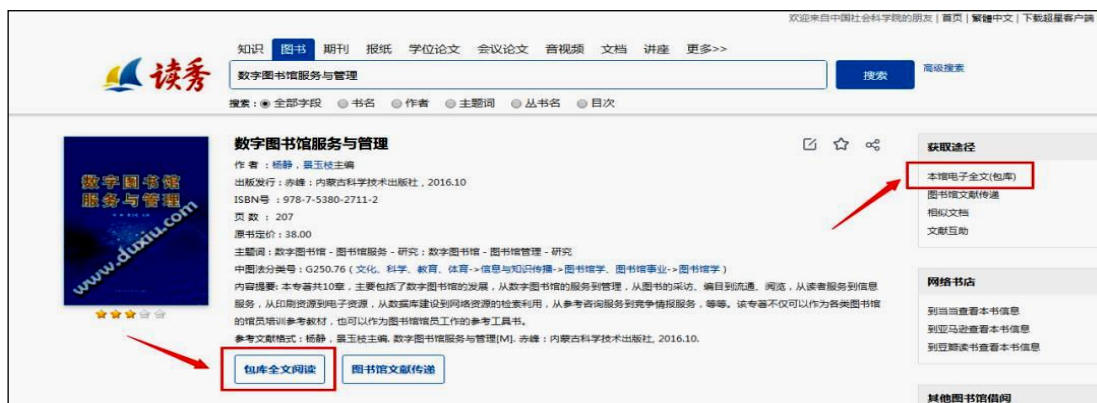 欢迎来自中国社会科学院的朋友 | 首页 | 繁體中文 | 下载超星客户端
读秀
知识 图书 期刊 报纸 学位论文 会议论文 音视频 文档 讲座 更多>>
数字图书馆服务与管理 搜索 高级搜索
搜索： 全部字段 书名 作者 主题词 丛书名 目次
数字图书馆
服务与管理
www.duxiu.com
数字图书馆服务与管理
作 者 ：杨静，景玉枝主编
出版发行：赤峰：内蒙古科学技术出版社，2016.10
ISBN号 ：978-7-5380-2711-2
页 数 ：207
原书定价：38.00
主题词：数字图书馆 - 图书馆服务 - 研究；数字图书馆 - 图书馆管理 - 研究
中图法分类号：G250.76 ( 文化、科学、教育、体育->信息与知识传播->图书馆学、图书馆事业->图书馆学 )
内容提要: 本专著共10章，主要包括了数字图书馆的发展，从数字图书馆的服务到管理，从图书的采访、编目到流通、阅览，从读者服务到信息
服务，从印刷资源到电子资源，从数据库建设到网络资源的检索利用，从参考咨询服务到竞争情报服务，等等。该专著不仅可以作为各类图书馆
的馆员培训参考教材，也可以作为图书馆馆员工作的参考工具书。
参考文献格式：杨静，景玉枝主编. 数字图书馆服务与管理[M]. 赤峰：内蒙古科学技术出版社, 2016.10.
包库全文阅读 图书馆文献传递
获取途径
本馆电子全文(包库)
图书馆文献传递
相似文档
文献互助
网络书店
到当当查看本书信息
到亚马逊查看本书信息
到豆瓣读书查看本书信息
其他图书馆借阅